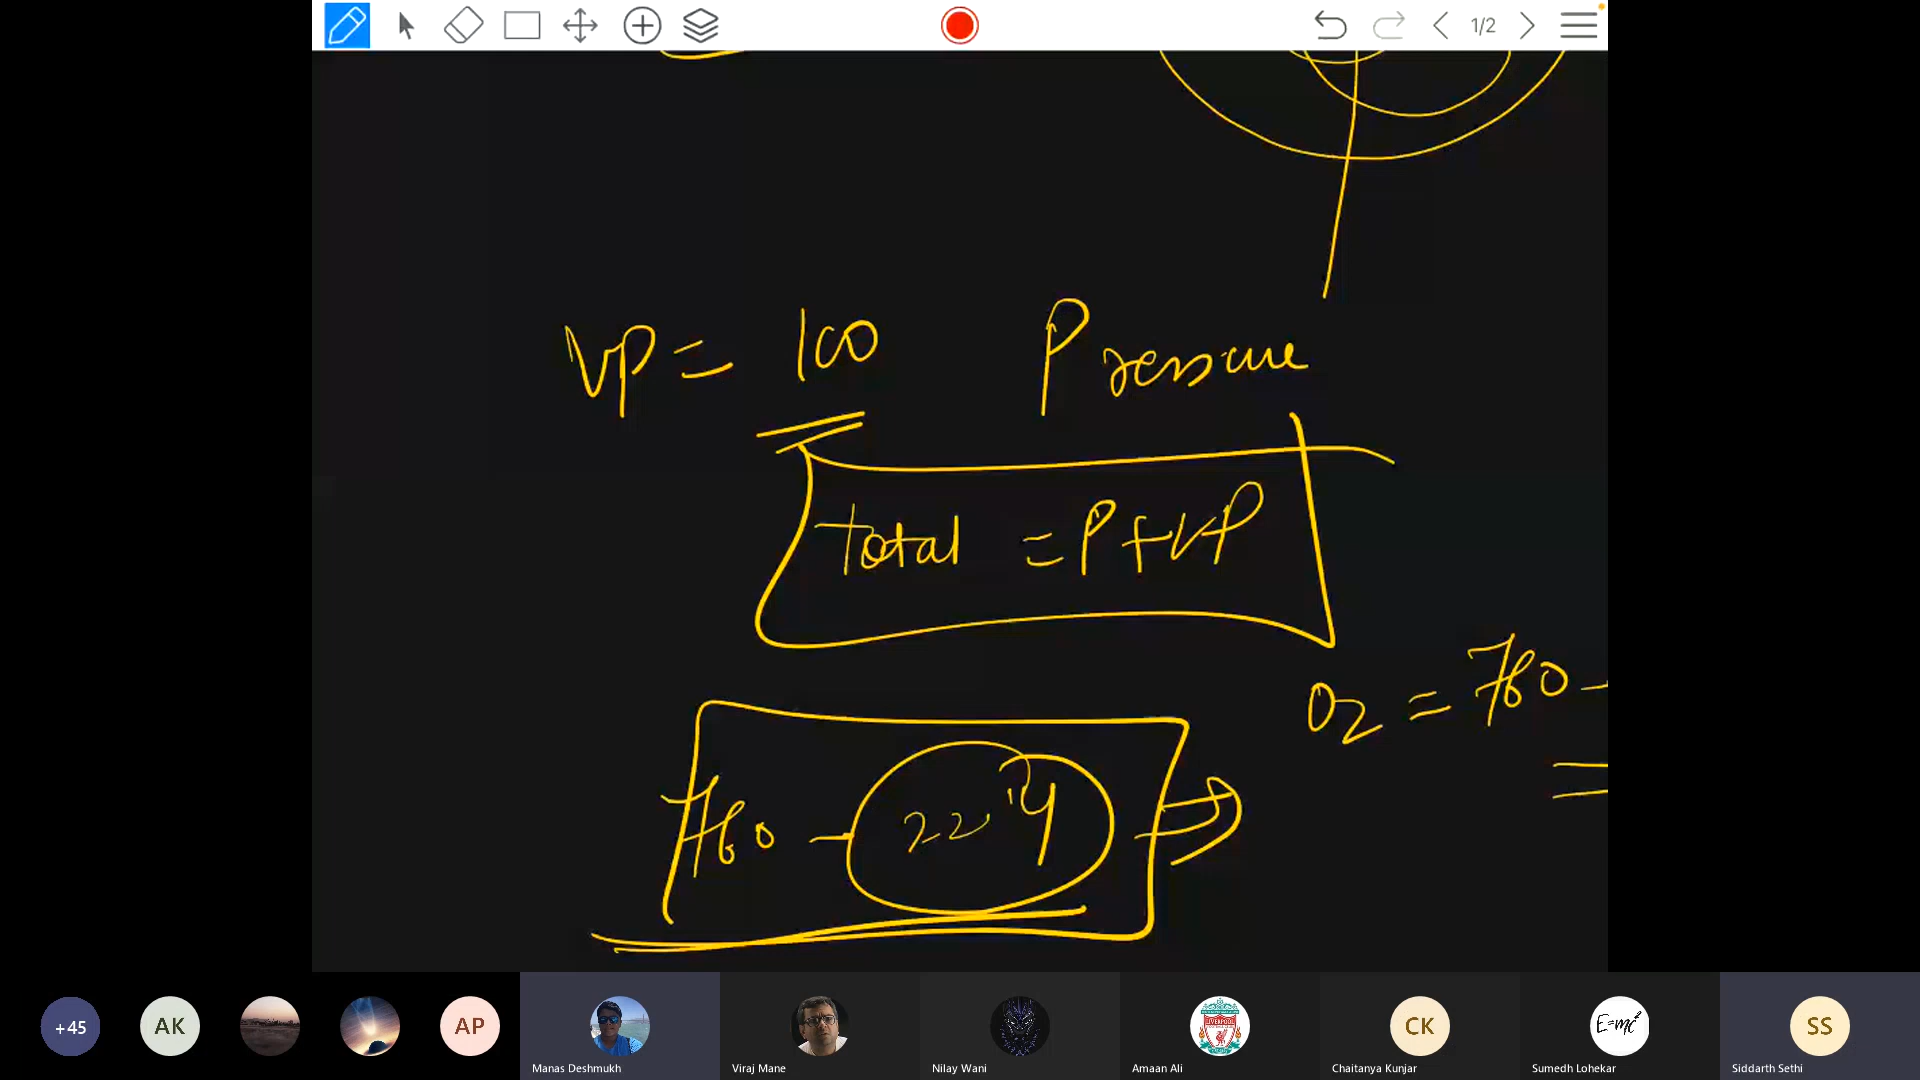 1/2
VP = 100 Pressure
total = P + VP
O2 = 760 -
760 - 22.4
+45
AK
AP
CK
E=mc²
SS
Manas Deshmukh
Viraj Mane
Nilay Wani
Amaan Ali
Chaitanya Kunjar
Sumedh Lohekar
Siddarth Sethi